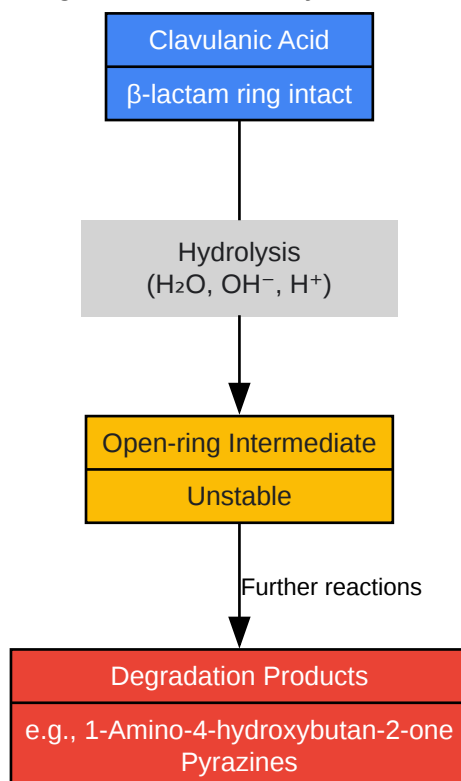 Clavulanic Acid
β-lactam ring intact
Hydrolysis
(H₂O, OH⁻, H⁺)
Open-ring Intermediate
Unstable
Further reactions
Degradation Products
e.g., 1-Amino-4-hydroxybutan-2-one
Pyrazines